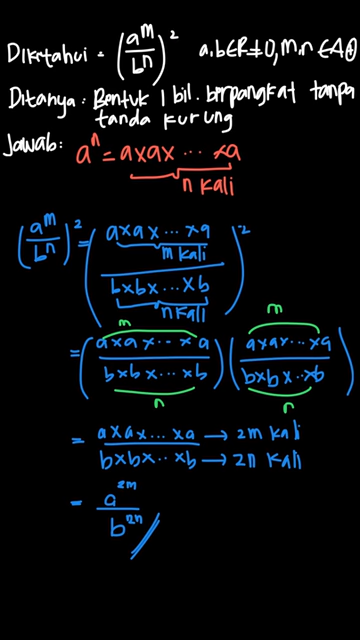 Diketahui = (a^m/b^n)^2 a,b ∈ R ≠ 0, m,n ∈ A⊕
Ditanya: Bentuk 1 bil. berpangkat tanpa
tanda kurung
Jawab: a^n = a×a× ··· ×a
n kali
(a^m/b^n)^2 = (a×a× ··· ×a / b×b× ··· ×b)^2
m kali
n kali
m m
= (a×a× ··· ×a / b×b× ··· ×b) (a×a× ··· ×a / b×b× ··· ×b)
n n
= a×a× ··· ×a → 2m kali
b×b× ··· ×b → 2n kali
= a^2m
b^2n